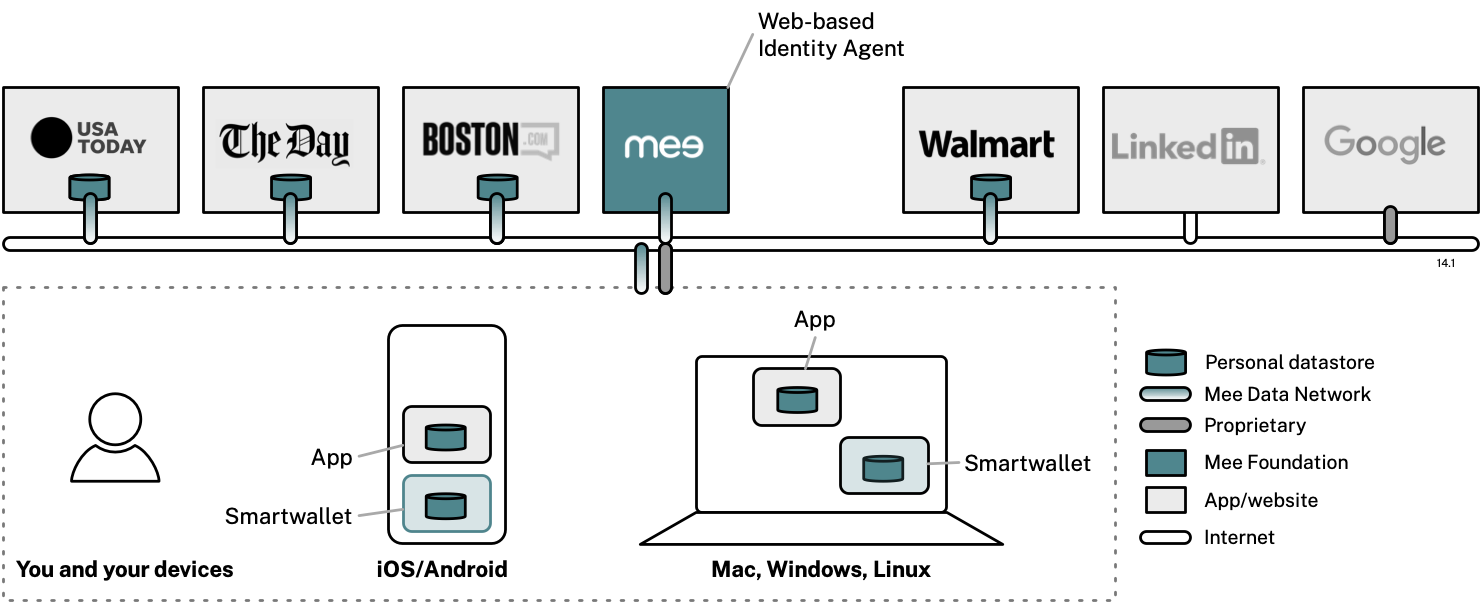 Web-based
Identity Agent
USA
TODAY
The Day
BOSTON.COM
mee
Walmart
Linked in
Google
14.1
App
Personal datastore
Mee Data Network
Proprietary
App
Smartwallet
Mee Foundation
Smartwallet
App/website
Internet
You and your devices
iOS/Android
Mac, Windows, Linux